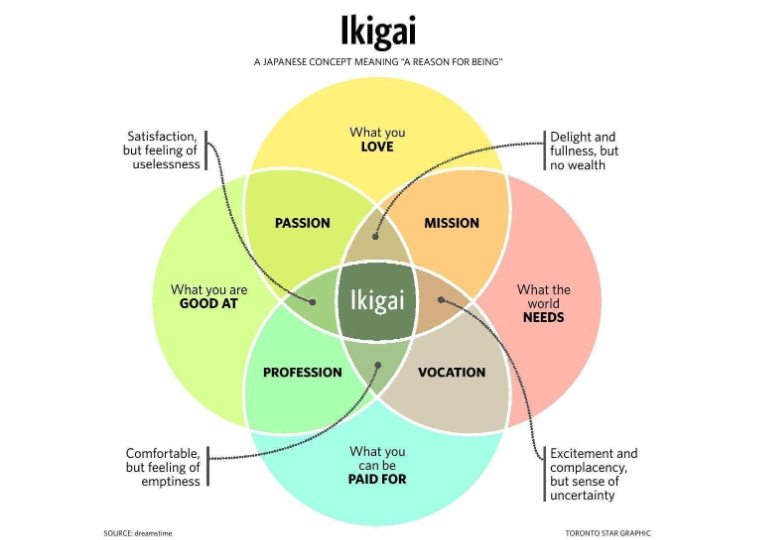 Ikigai
A JAPANESE CONCEPT MEANING "A REASON FOR BEING"
What you
LOVE
Satisfaction,
but feeling of
uselessness
Delight and
fullness, but
no wealth
PASSION
MISSION
What you are
GOOD AT
Ikigai
What the
world
NEEDS
PROFESSION
VOCATION
Comfortable,
but feeling of
emptiness
What you
can be
PAID FOR
Excitement and
complacency,
but sense of
uncertainty
SOURCE: dreamstime
TORONTO STAR GRAPHIC